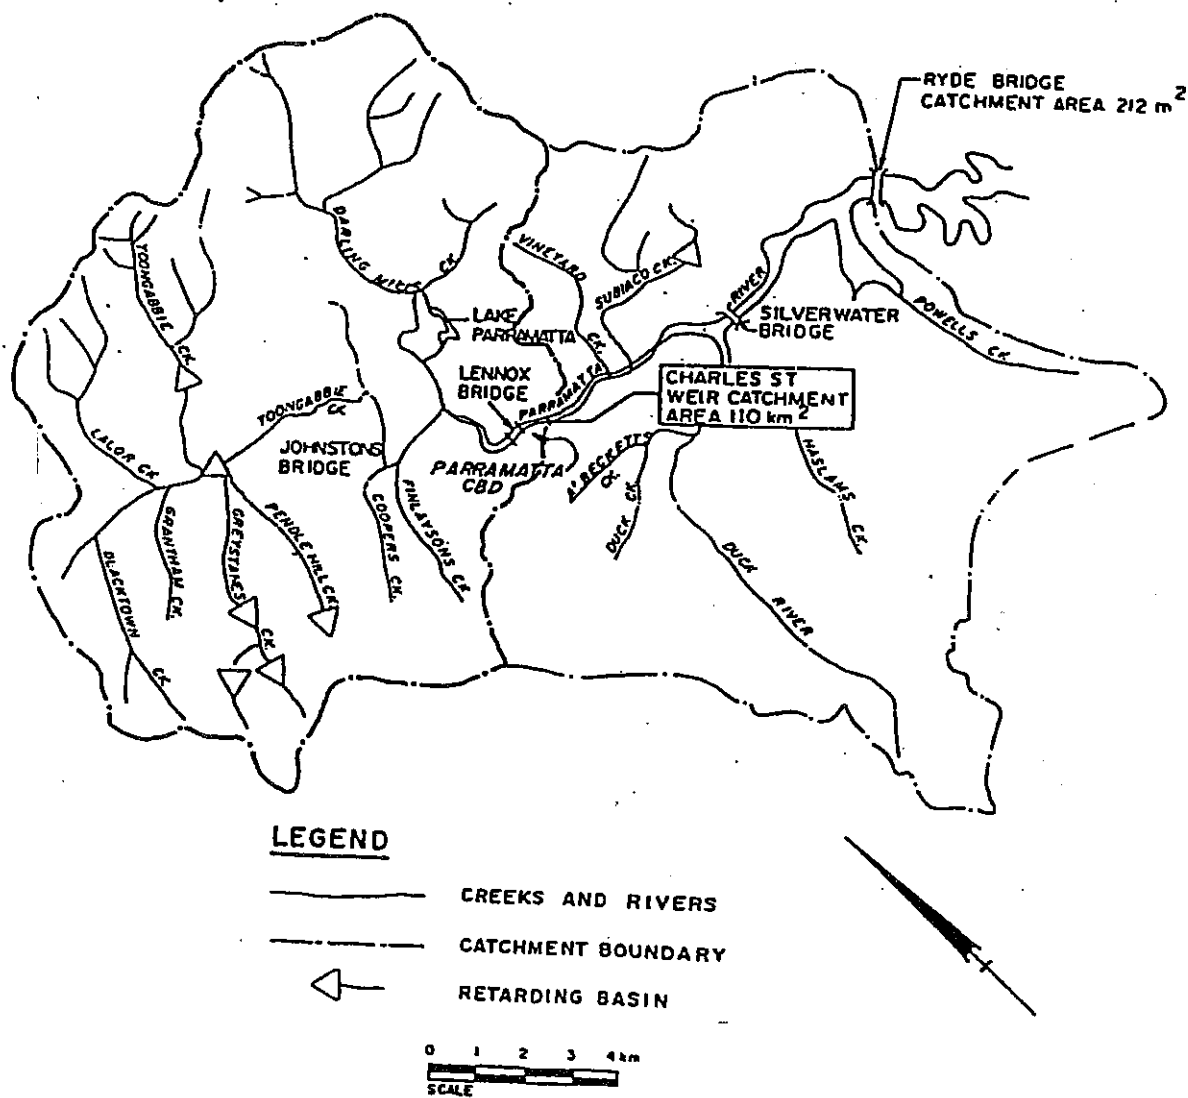 RYDE BRIDGE
CATCHMENT AREA 212 m²
DARLING MILLS CK
VINEYARD CK.
SUBIACO CK.
TOONGABBIE CK.
LAKE
PARRAMATTA
PARRAMATTA RIVER
SILVERWATER
BRIDGE
POWELLS CK
LENNOX
BRIDGE
CHARLES ST
WEIR CATCHMENT
AREA 110 km²
TOONGABBIE
CK
JOHNSTONS
BRIDGE
PARRAMATTA
CBD
A'BECKETTS
CK.
HASLAMS CK.
LALOR CK
GRANTHAM CK.
GREYSTANES CK.
PENDLE HILL CK.
COOPERS CK.
FINLAYSONS CK
DUCK CK
DUCK RIVER
BLACKTOWN CK
LEGEND
CREEKS AND RIVERS
CATCHMENT BOUNDARY
RETARDING BASIN
0 1 2 3 4 km
SCALE